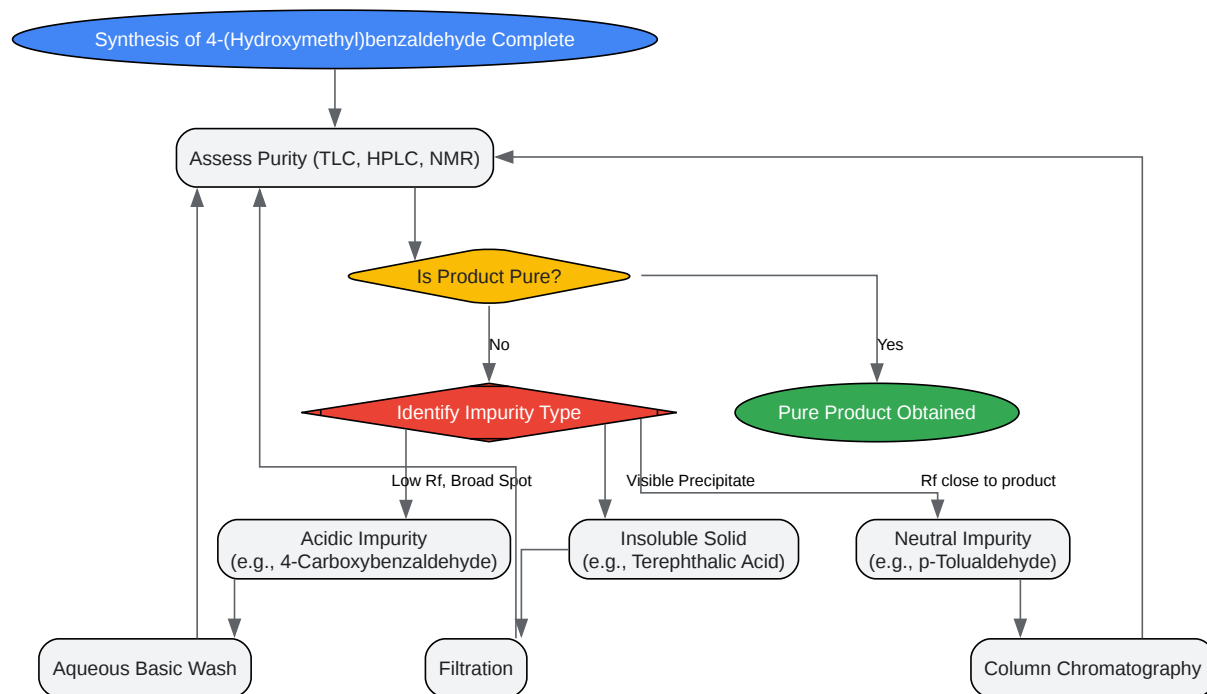 Synthesis of 4-(Hydroxymethyl)benzaldehyde Complete
Assess Purity (TLC, HPLC, NMR)
Is Product Pure?
No
Yes
Identify Impurity Type
Pure Product Obtained
Low Rf, Broad Spot
Visible Precipitate
Rf close to product
Acidic Impurity
(e.g., 4-Carboxybenzaldehyde)
Insoluble Solid
(e.g., Terephthalic Acid)
Neutral Impurity
(e.g., p-Tolualdehyde)
Aqueous Basic Wash
Filtration
Column Chromatography